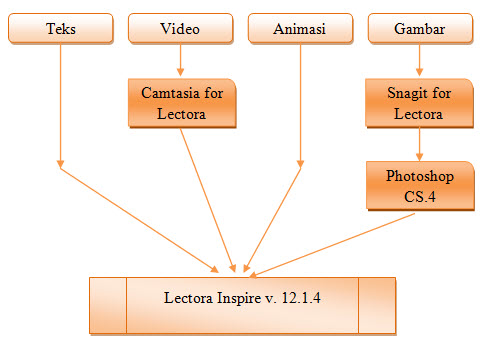 Teks
Video
Animasi
Gambar
Camtasia for
Lectora
Snagit for
Lectora
Photoshop
CS.4
Lectora Inspire v. 12.1.4